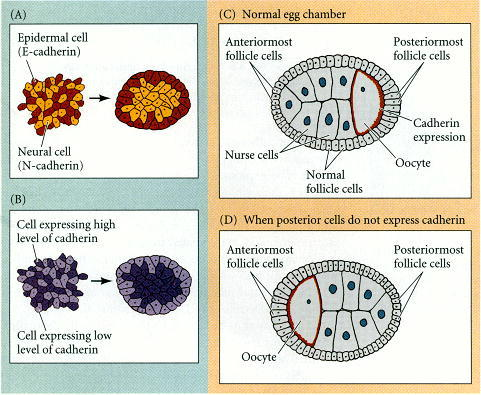 (A)
Epidermal cell
(E-cadherin)
Neural cell
(N-cadherin)
(B)
Cell expressing high
level of cadherin
Cell expressing low
level of cadherin
(C) Normal egg chamber
Anteriormost
follicle cells
Posteriormost
follicle cells
Cadherin
expression
Nurse cells
Oocyte
Normal
follicle cells
(D) When posterior cells do not express cadherin
Anteriormost
follicle cells
Posteriormost
follicle cells
Oocyte